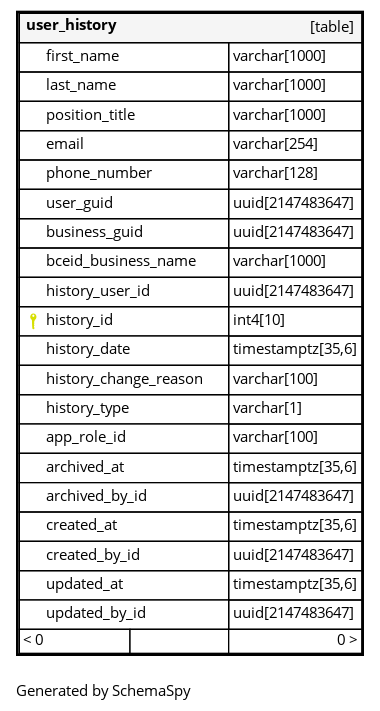 user_history [table]
first_name varchar[1000]
last_name varchar[1000]
position_title varchar[1000]
email varchar[254]
phone_number varchar[128]
user_guid uuid[2147483647]
business_guid uuid[2147483647]
bceid_business_name varchar[1000]
history_user_id uuid[2147483647]
history_id int4[10]
history_date timestamptz[35,6]
history_change_reason varchar[100]
history_type varchar[1]
app_role_id varchar[100]
archived_at timestamptz[35,6]
archived_by_id uuid[2147483647]
created_at timestamptz[35,6]
created_by_id uuid[2147483647]
updated_at timestamptz[35,6]
updated_by_id uuid[2147483647]
< 0 0 >
Generated by SchemaSpy